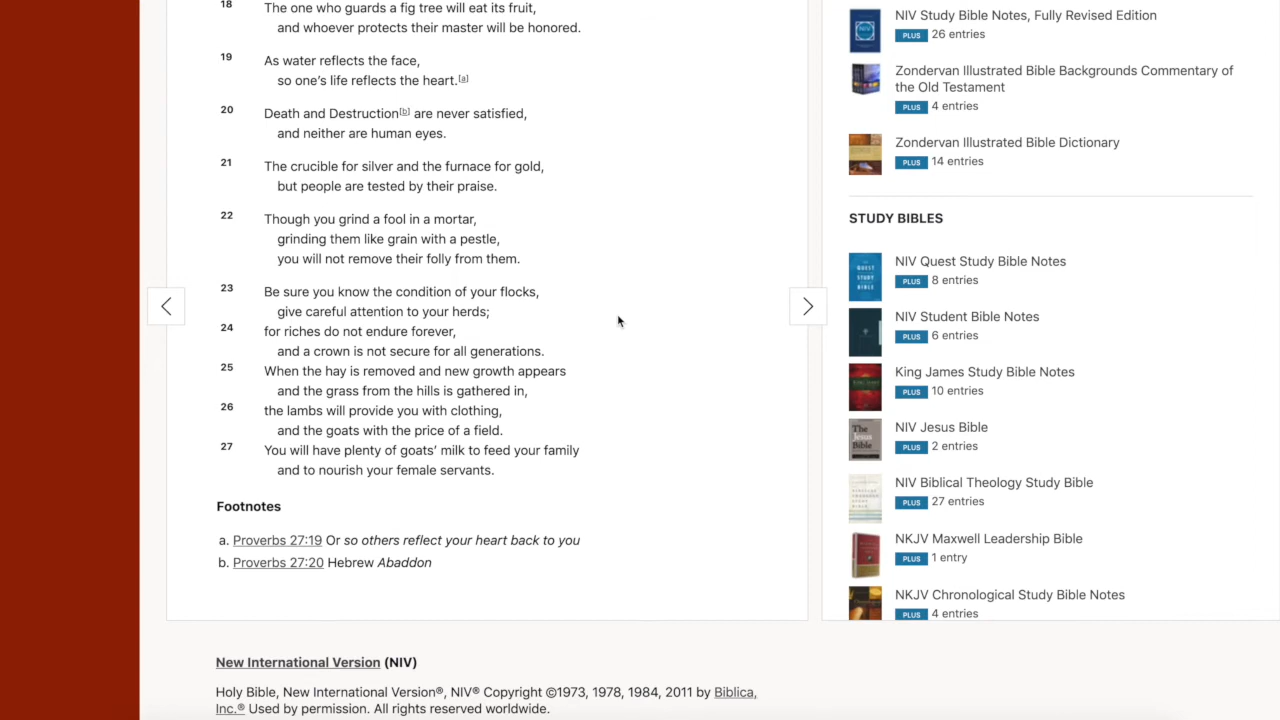 18 The one who guards a fig tree will eat its fruit,
and whoever protects their master will be honored.
19 As water reflects the face,
so one’s life reflects the heart.[a]
20 Death and Destruction[b] are never satisfied,
and neither are human eyes.
21 The crucible for silver and the furnace for gold,
but people are tested by their praise.
22 Though you grind a fool in a mortar,
grinding them like grain with a pestle,
you will not remove their folly from them.
23 Be sure you know the condition of your flocks,
give careful attention to your herds;
24 for riches do not endure forever,
and a crown is not secure for all generations.
25 When the hay is removed and new growth appears
and the grass from the hills is gathered in,
26 the lambs will provide you with clothing,
and the goats with the price of a field.
27 You will have plenty of goats’ milk to feed your family
and to nourish your female servants.
Footnotes
a. Proverbs 27:19 Or so others reflect your heart back to you
b. Proverbs 27:20 Hebrew Abaddon
New International Version (NIV)
Holy Bible, New International Version®, NIV® Copyright ©1973, 1978, 1984, 2011 by Biblica,
Inc.® Used by permission. All rights reserved worldwide.
NIV Study Bible Notes, Fully Revised Edition
PLUS 26 entries
Zondervan Illustrated Bible Backgrounds Commentary of
the Old Testament
PLUS 4 entries
Zondervan Illustrated Bible Dictionary
PLUS 14 entries
STUDY BIBLES
NIV Quest Study Bible Notes
PLUS 8 entries
QUEST
STUDY
BIBLE
NIV Student Bible Notes
PLUS 6 entries
King James Study Bible Notes
PLUS 10 entries
NIV Jesus Bible
PLUS 2 entries
The
Jesus
Bible
NIV Biblical Theology Study Bible
PLUS 27 entries
NKJV Maxwell Leadership Bible
PLUS 1 entry
NKJV Chronological Study Bible Notes
PLUS 4 entries